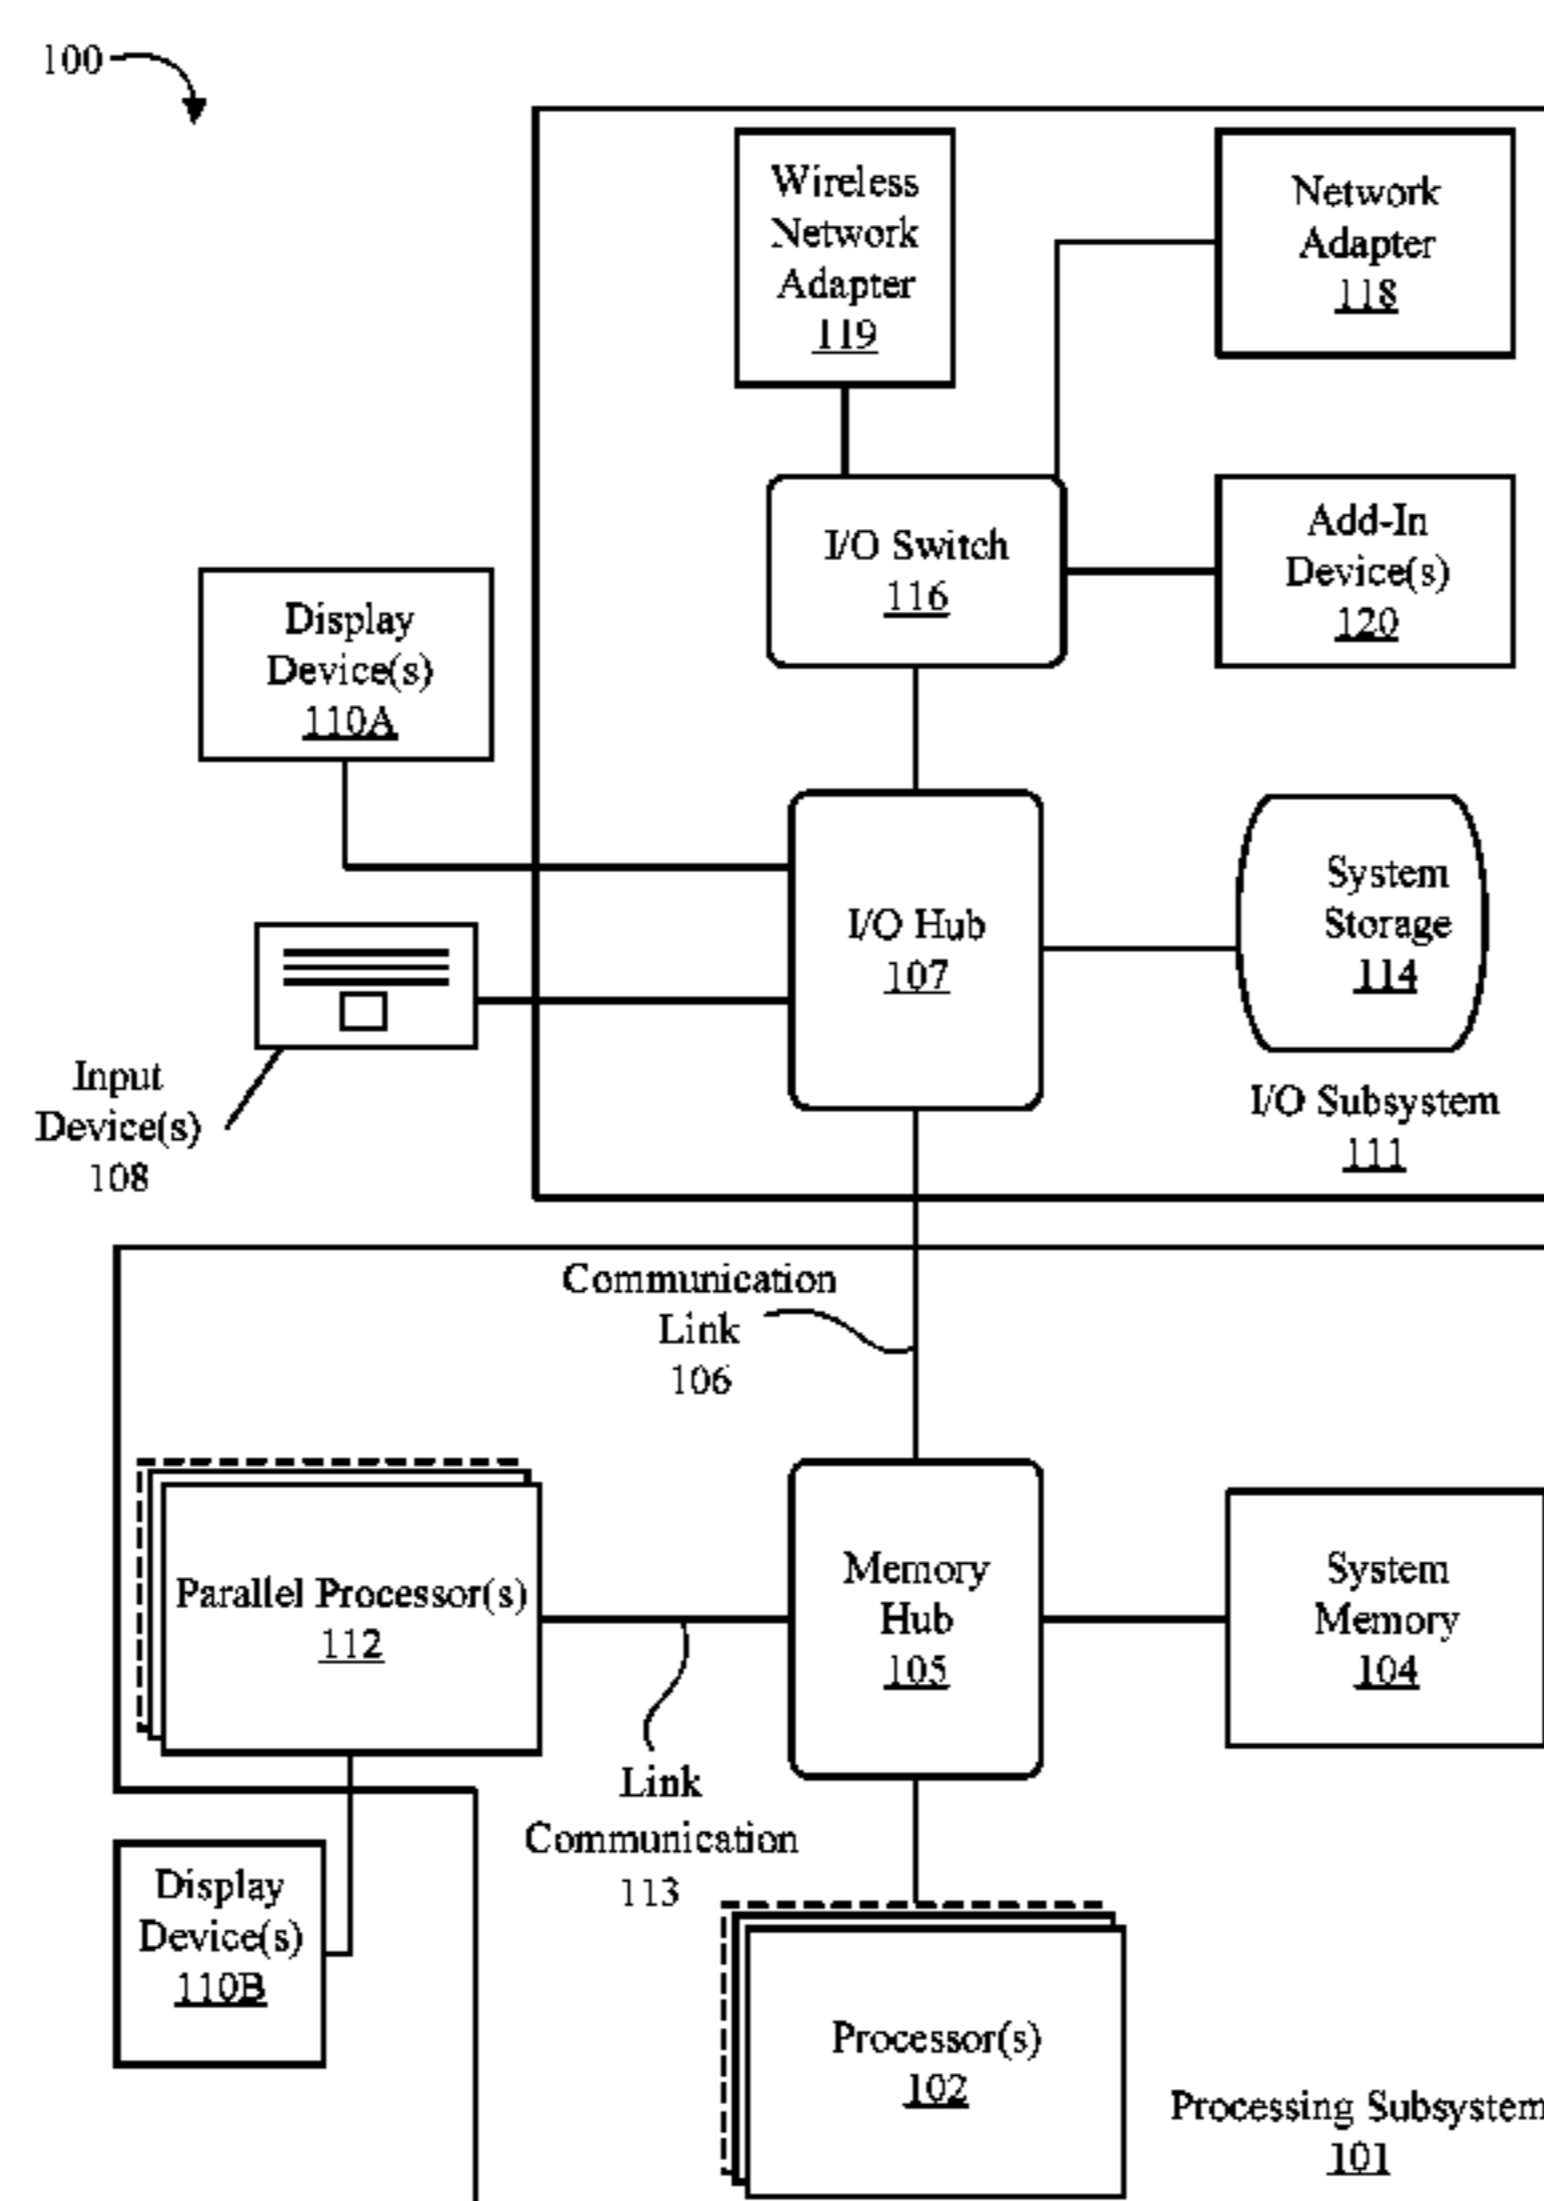 100
Wireless
Network
Adapter
119
Network
Adapter
118
I/O Switch
116
Add-In
Device(s)
120
Display
Device(s)
110A
I/O Hub
107
System
Storage
114
Input
Device(s)
108
I/O Subsystem
111
Communication
Link
106
Parallel Processor(s)
112
Memory
Hub
105
System
Memory
104
Link
Communication
113
Display
Device(s)
110B
Processor(s)
102
Processing Subsystem
101